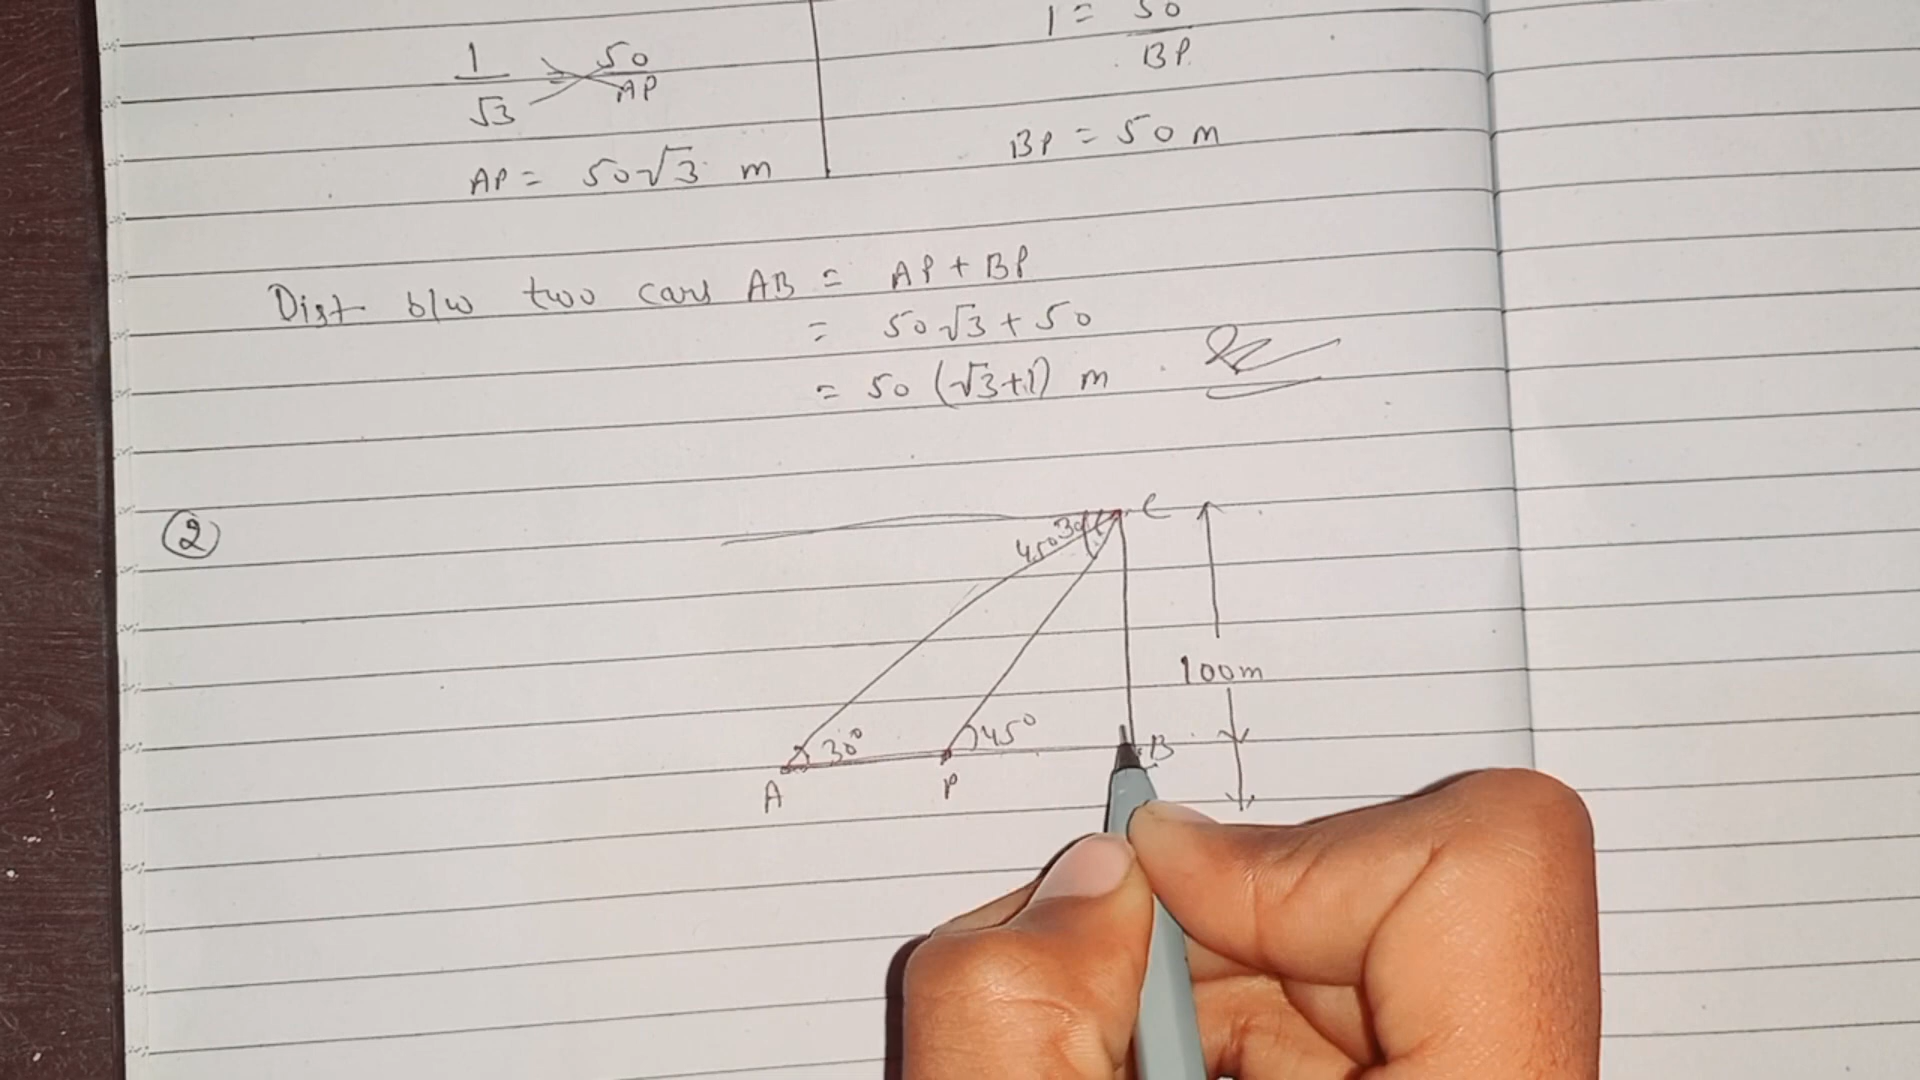 1/√3 = 50/AP
AP = 50√3 m
1 = 50/BP
BP = 50 m
Dist b/w two cars AB = AP + BP
= 50√3 + 50
= 50 (√3+1) m
②
C
45° 30°
100m
30° 45° B
A P